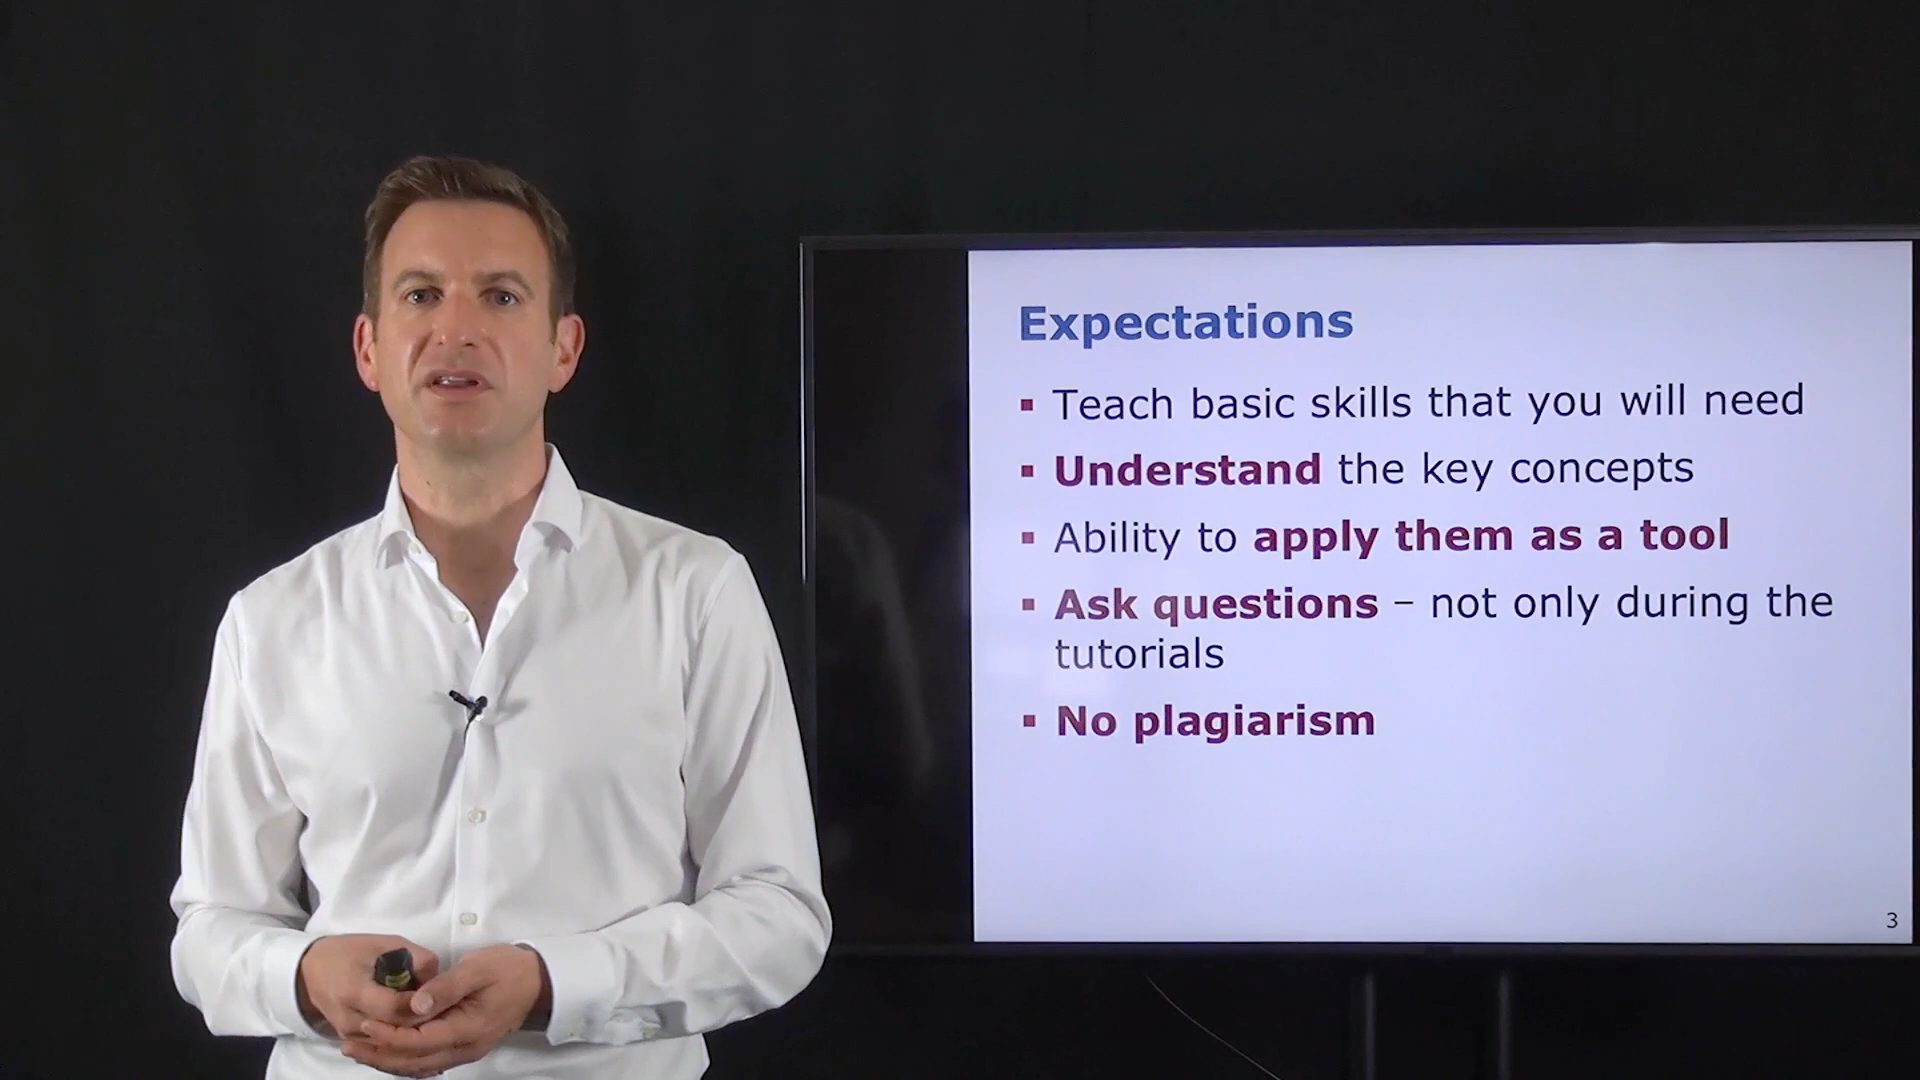 Expectations
▪ Teach basic skills that you will need
▪ Understand the key concepts
▪ Ability to apply them as a tool
▪ Ask questions – not only during the
tutorials
▪ No plagiarism
3